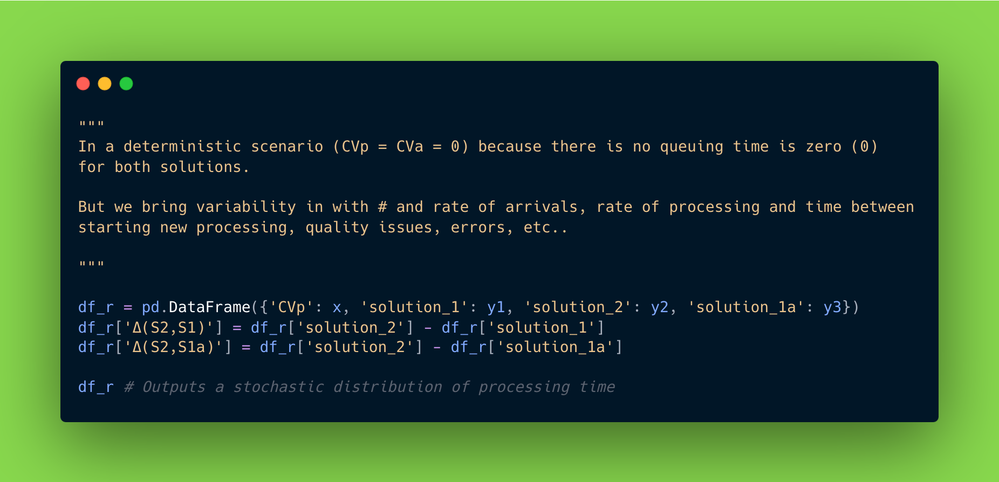 """
In a deterministic scenario (CVp = CVa = 0) because there is no queuing time is zero (0)
for both solutions.
But we bring variability in with # and rate of arrivals, rate of processing and time between
starting new processing, quality issues, errors, etc..
"""
df_r = pd.DataFrame({'CVp': x, 'solution_1': y1, 'solution_2': y2, 'solution_1a': y3})
df_r['Δ(S2,S1)'] = df_r['solution_2'] - df_r['solution_1']
df_r['Δ(S2,S1a)'] = df_r['solution_2'] - df_r['solution_1a']
df_r # Outputs a stochastic distribution of processing time